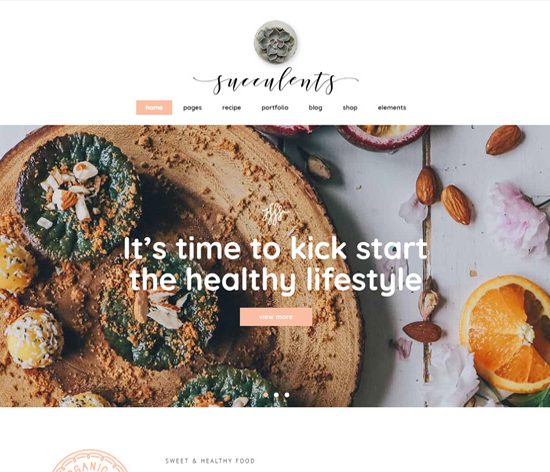 succulents
home pages recipe portfolio blog shop elements
It's time to kick start
the healthy lifestyle
view more
SWEET & HEALTHY FOOD
ORGANIC